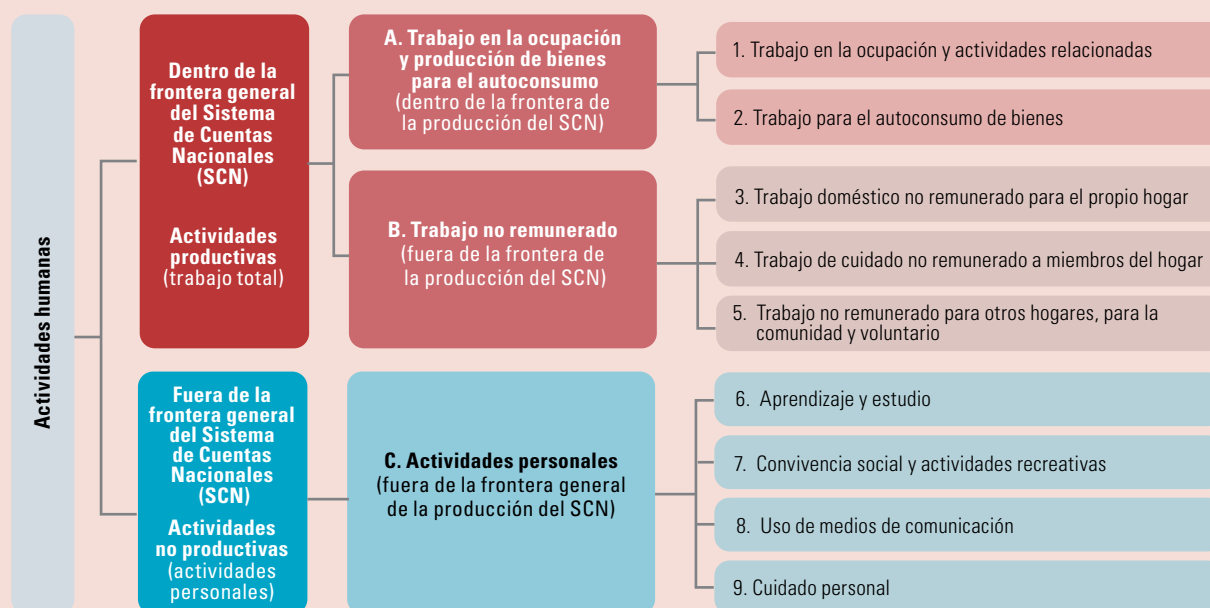 Actividades humanas
Dentro de la
frontera general
del Sistema
de Cuentas
Nacionales
(SCN)
Actividades
productivas
(trabajo total)
A. Trabajo en la ocupación
y producción de bienes
para el autoconsumo
(dentro de la frontera de
la producción del SCN)
1. Trabajo en la ocupación y actividades relacionadas
2. Trabajo para el autoconsumo de bienes
B. Trabajo no remunerado
(fuera de la frontera de
la producción del SCN)
3. Trabajo doméstico no remunerado para el propio hogar
4. Trabajo de cuidado no remunerado a miembros del hogar
5. Trabajo no remunerado para otros hogares, para la
comunidad y voluntario
Fuera de la
frontera general
del Sistema
de Cuentas
Nacionales
(SCN)
Actividades
no productivas
(actividades
personales)
C. Actividades personales
(fuera de la frontera general
de la producción del SCN)
6. Aprendizaje y estudio
7. Convivencia social y actividades recreativas
8. Uso de medios de comunicación
9. Cuidado personal